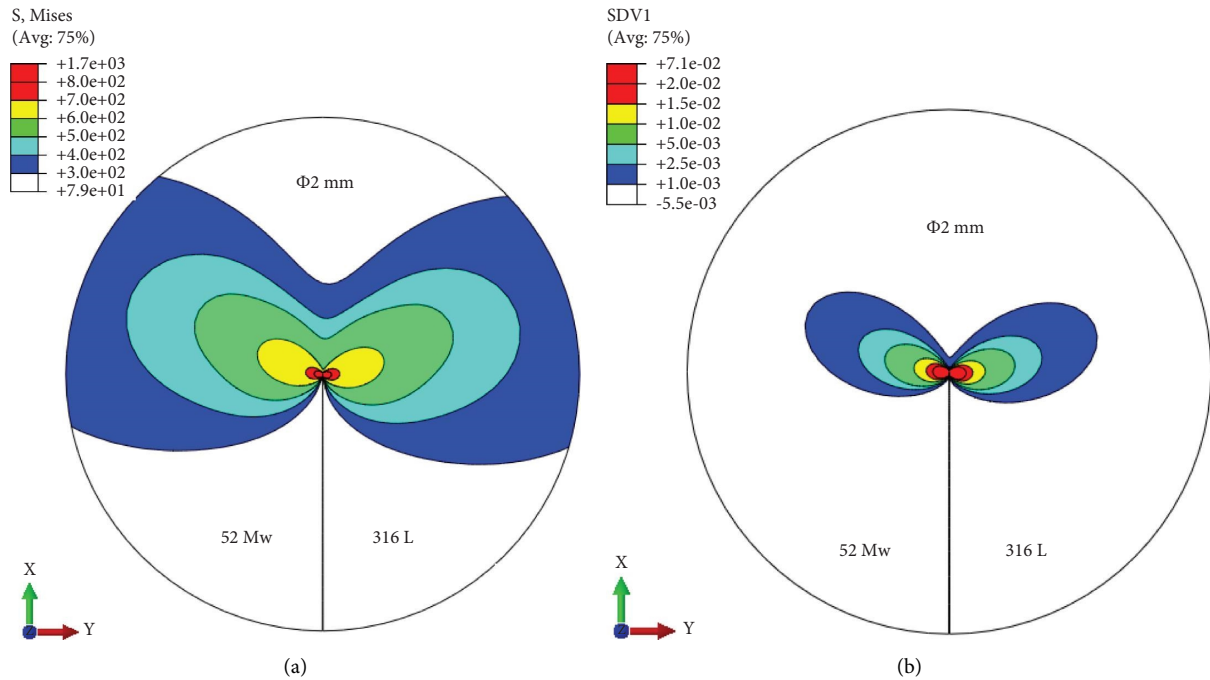 S, Mises
(Avg: 75%)
+1.7e+03
+8.0e+02
+7.0e+02
+6.0e+02
+5.0e+02
+4.0e+02
+3.0e+02
+7.9e+01
Φ2 mm
52 Mw
316 L
X
Y
Z
(a)
SDV1
(Avg: 75%)
+7.1e-02
+2.0e-02
+1.5e-02
+1.0e-02
+5.0e-03
+2.5e-03
+1.0e-03
-5.5e-03
Φ2 mm
52 Mw
316 L
X
Y
Z
(b)